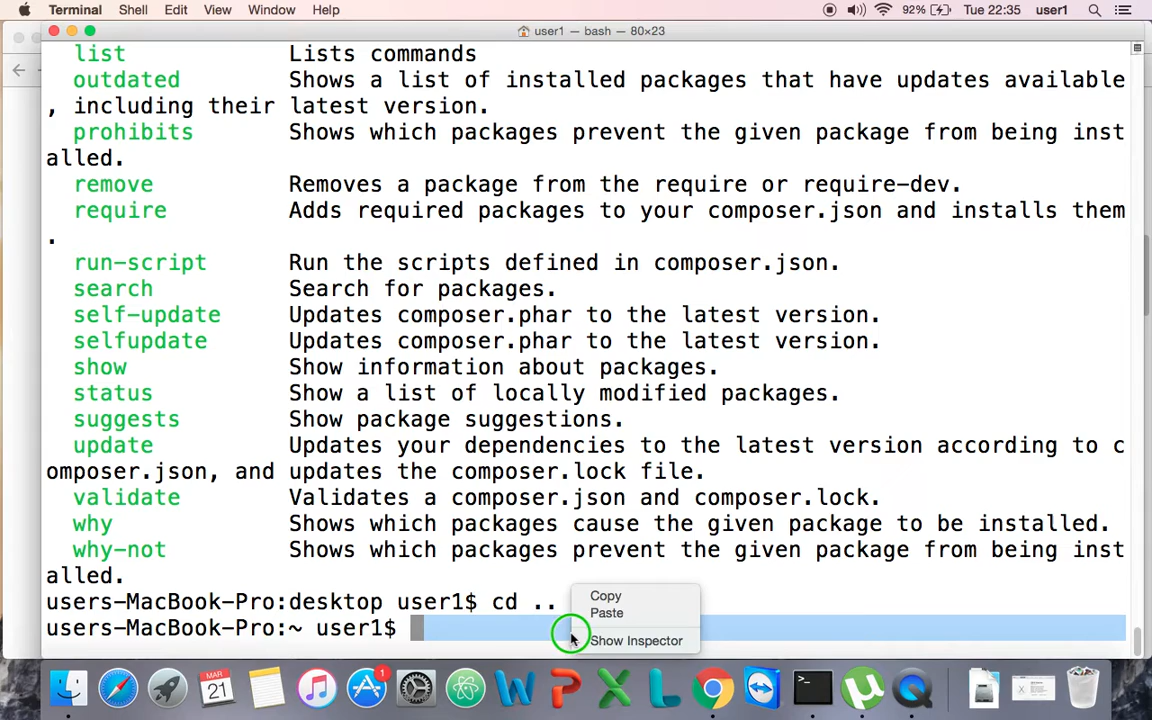 Terminal Shell Edit View Window Help 92% Tue 22:35 user1
user1 — bash — 80×23
list Lists commands
outdated Shows a list of installed packages that have updates available
, including their latest version.
prohibits Shows which packages prevent the given package from being inst
alled.
remove Removes a package from the require or require-dev.
require Adds required packages to your composer.json and installs them
.
run-script Run the scripts defined in composer.json.
search Search for packages.
self-update Updates composer.phar to the latest version.
selfupdate Updates composer.phar to the latest version.
show Show information about packages.
status Show a list of locally modified packages.
suggests Show package suggestions.
update Updates your dependencies to the latest version according to c
omposer.json, and updates the composer.lock file.
validate Validates a composer.json and composer.lock.
why Shows which packages cause the given package to be installed.
why-not Shows which packages prevent the given package from being inst
alled.
users-MacBook-Pro:desktop user1$ cd ..
users-MacBook-Pro:~ user1$
Copy
Paste
Show Inspector
MAR
21
1